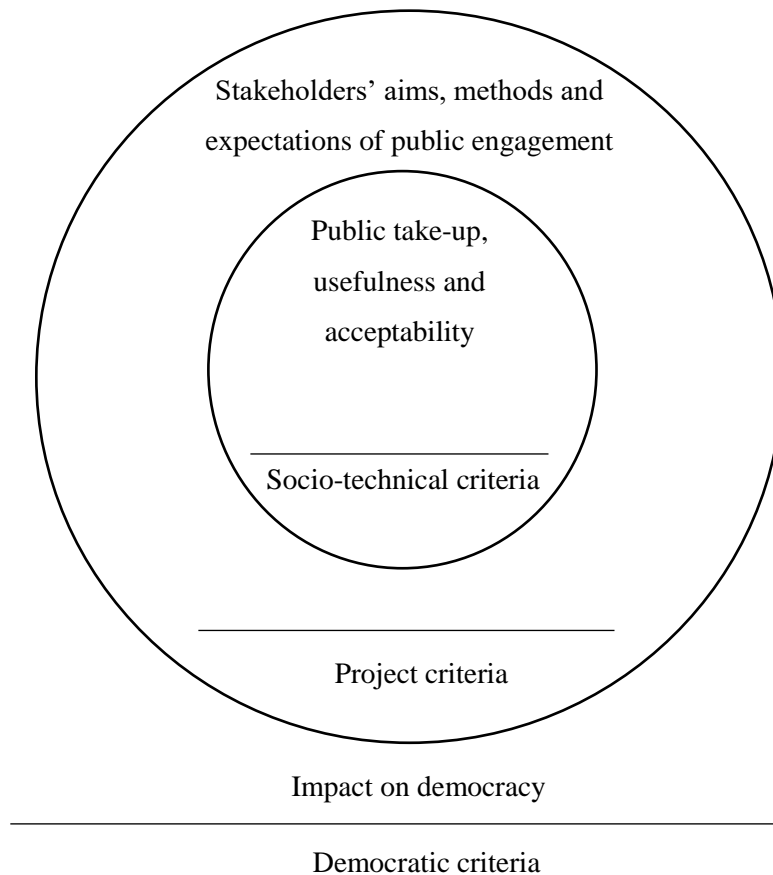 Stakeholders’ aims, methods and
expectations of public engagement
Public take-up,
usefulness and
acceptability
Socio-technical criteria
Project criteria
Impact on democracy
Democratic criteria